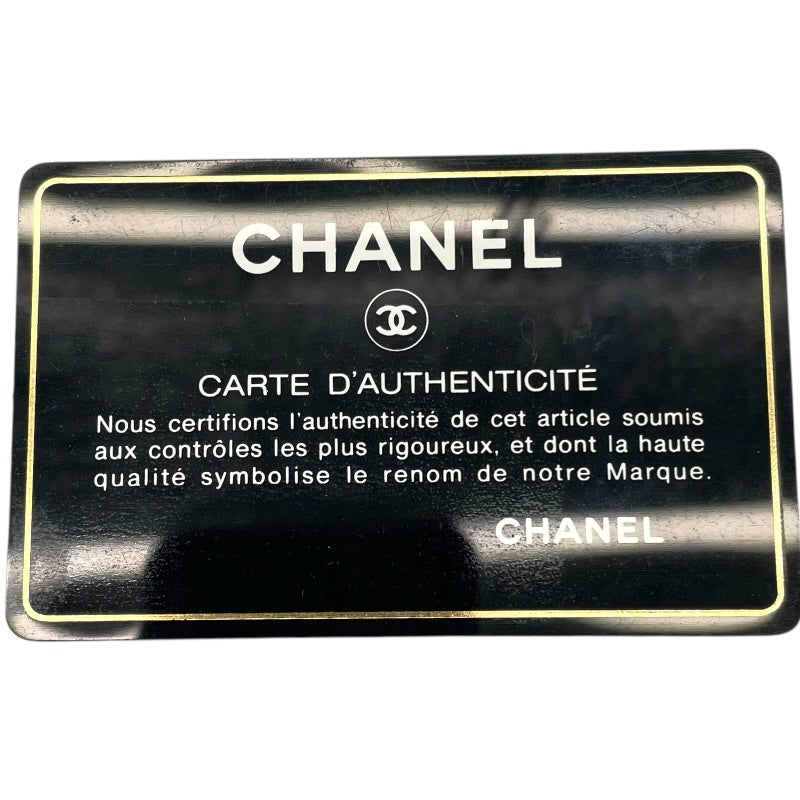 CHANEL
CARTE D'AUTHENTICITÉ
Nous certifions l'authenticité de cet article soumis
aux contrôles les plus rigoureux, et dont la haute
qualité symbolise le renom de notre Marque.
CHANEL